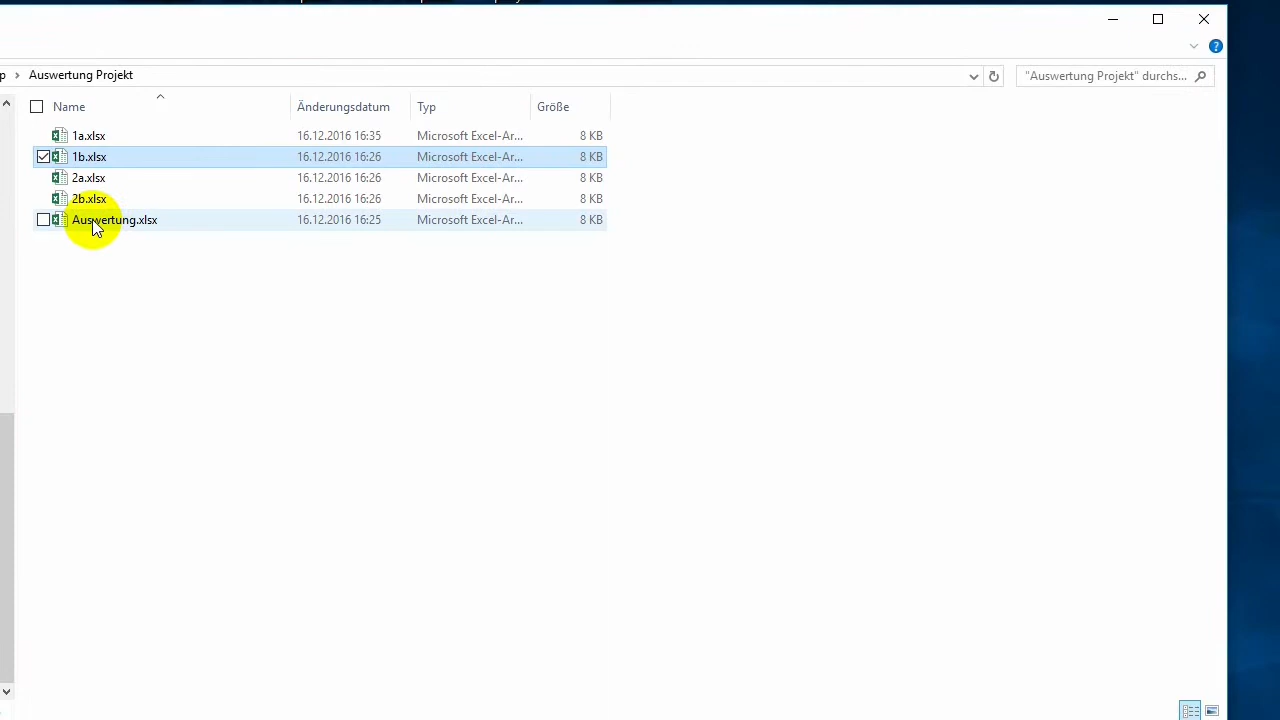 p > Auswertung Projekt
"Auswertung Projekt" durchs...
Name Änderungsdatum Typ Größe
1a.xlsx 16.12.2016 16:35 Microsoft Excel-Ar... 8 KB
1b.xlsx 16.12.2016 16:26 Microsoft Excel-Ar... 8 KB
2a.xlsx 16.12.2016 16:26 Microsoft Excel-Ar... 8 KB
2b.xlsx 16.12.2016 16:26 Microsoft Excel-Ar... 8 KB
Auswertung.xlsx 16.12.2016 16:25 Microsoft Excel-Ar... 8 KB